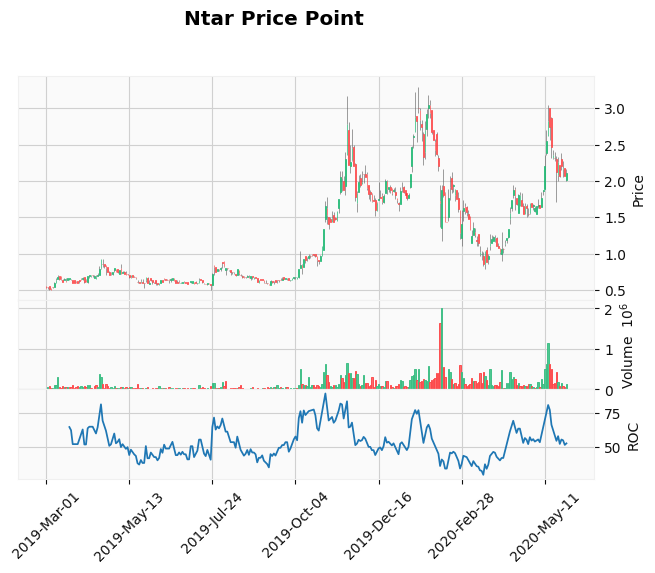 Ntar Price Point
3.0
2.5
2.0
1.5
1.0
0.5
Price
2
1
0
Volume 10^6
75
50
ROC
2019-Mar-01
2019-May-13
2019-Jul-24
2019-Oct-04
2019-Dec-16
2020-Feb-28
2020-May-11